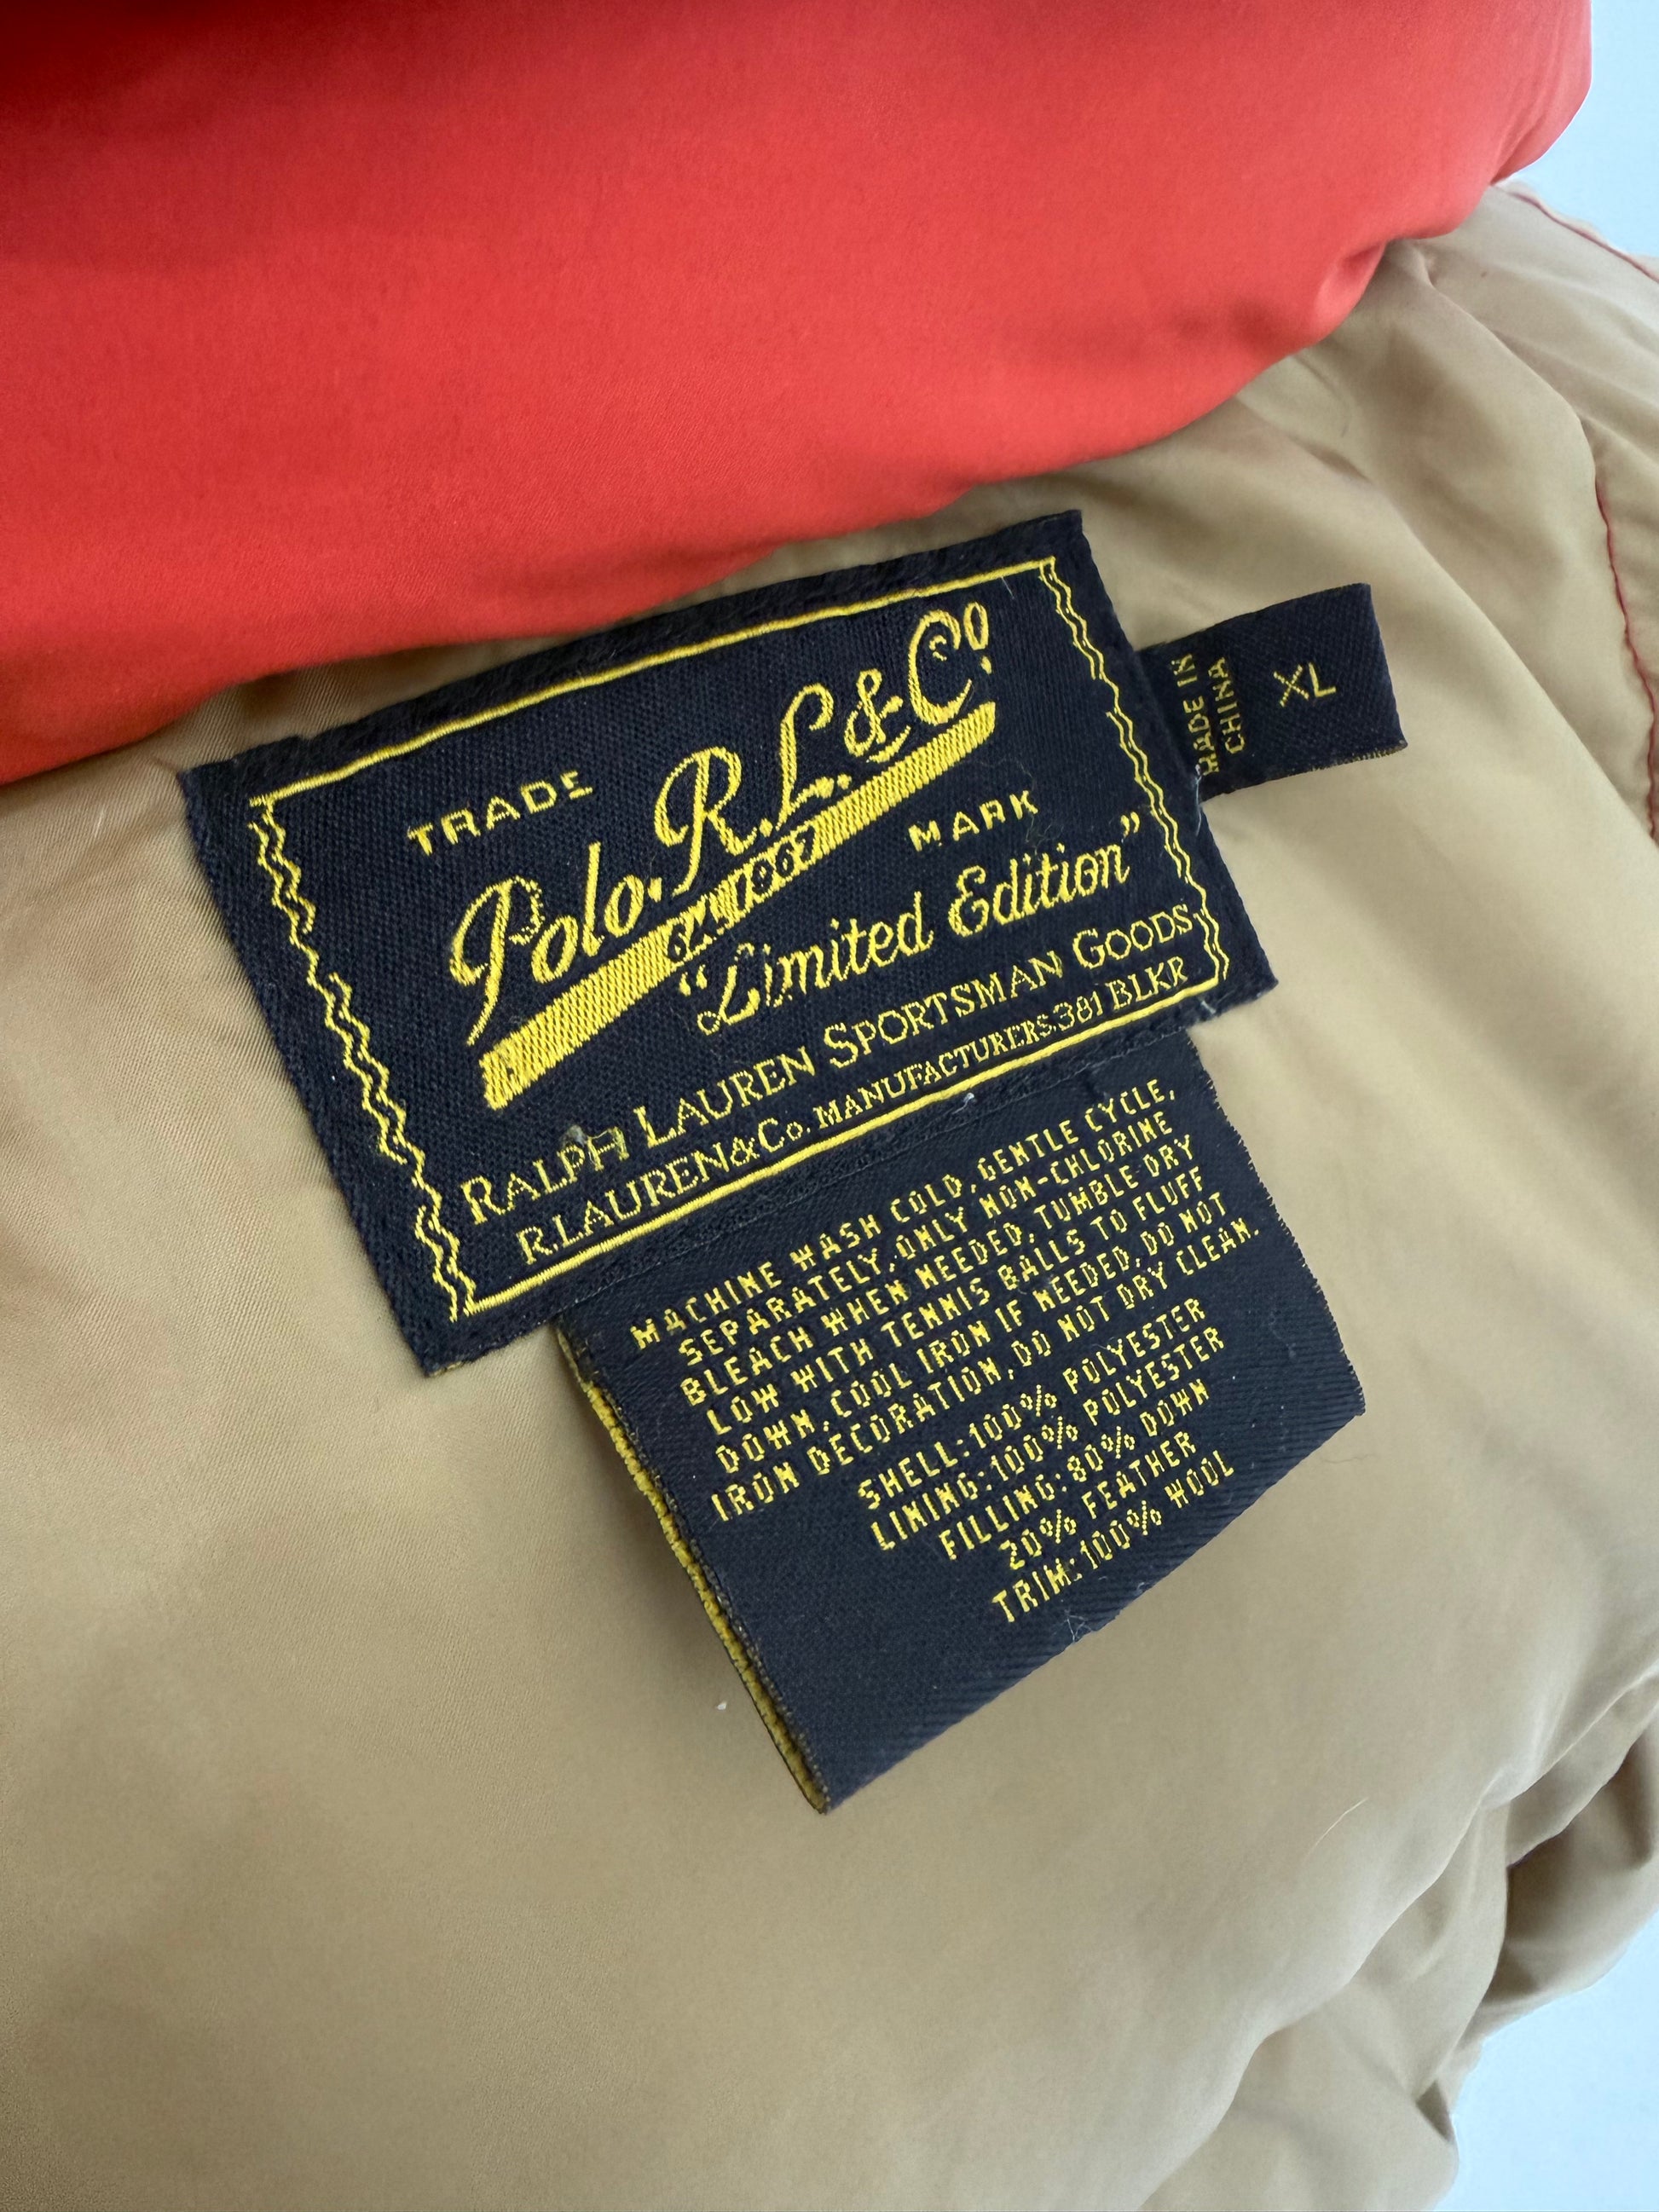 TRADE
Polo.R.L.&Co.
MARK
"Limited Edition"
RALPH LAUREN SPORTSMAN GOODS
R.LAUREN&Co. MANUFACTURERS.381 BLKR
MADE IN
CHINA
XL
MACHINE WASH COLD,GENTLE CYCLE,
SEPARATELY,ONLY NON-CHLORINE
BLEACH WHEN NEEDED, TUMBLE DRY
LOW WITH TENNIS BALLS TO FLUFF
DOWN,COOL IRON IF NEEDED,DO NOT
IRON DECORATION,DO NOT DRY CLEAN.
SHELL:100% POLYESTER
LINING:100% POLYESTER
FILLING:80% DOWN
20% FEATHER
TRIM:100% WOOL